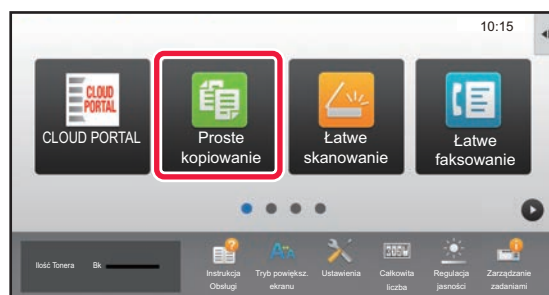 10:15
CLOUD
PORTAL
CLOUD PORTAL
Proste
kopiowanie
Łatwe
skanowanie
Łatwe
faksowanie
Ilość Tonera Bk
Instrukcja
Obsługi
Tryb powiększ.
ekranu
Ustawienia
Całkowita
liczba
Regulacja
jasności
Zarządzanie
zadaniami